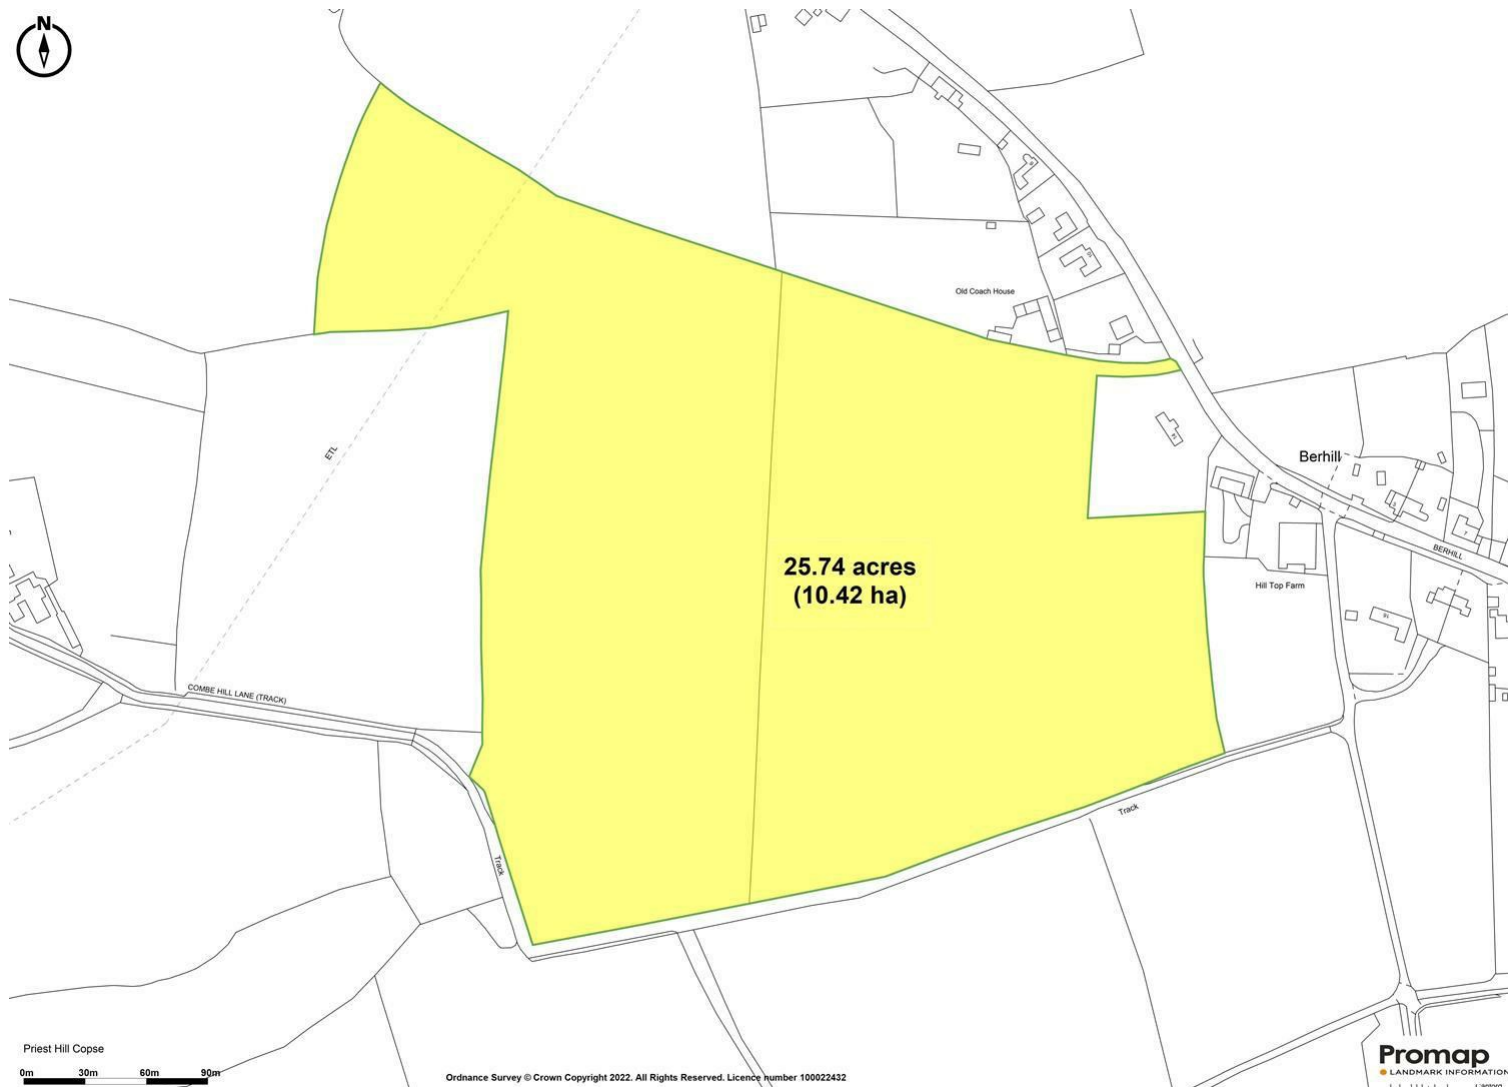 N
Old Coach House
ETL
Berhill
25.74 acres
(10.42 ha)
BERHILL
Hill Top Farm
COMBE HILL LANE (TRACK)
Track
Track
Priest Hill Copse
0m 30m 60m 90m
Ordnance Survey © Crown Copyright 2022. All Rights Reserved. Licence number 100022432
Promap
LANDMARK INFORMATION